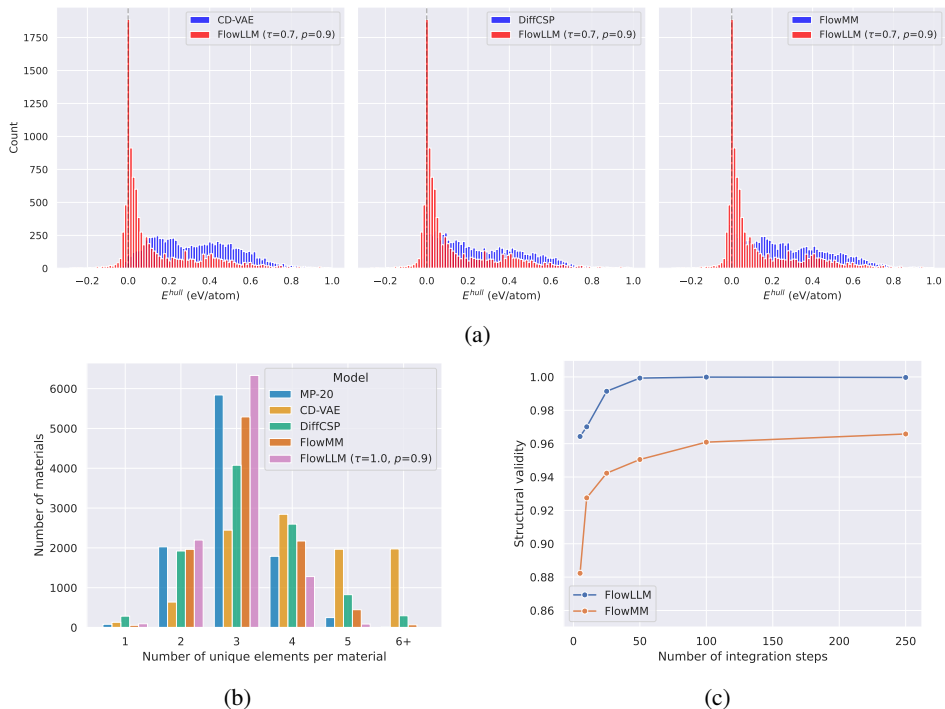 CD-VAE
FlowLLM (τ=0.7, p=0.9)
DiffCSP
FlowLLM (τ=0.7, p=0.9)
FlowMM
FlowLLM (τ=0.7, p=0.9)
Count
1750
1500
1250
1000
750
500
250
0
−0.2 0.0 0.2 0.4 0.6 0.8 1.0
−0.2 0.0 0.2 0.4 0.6 0.8 1.0
−0.2 0.0 0.2 0.4 0.6 0.8 1.0
E^hull (eV/atom)
E^hull (eV/atom)
E^hull (eV/atom)
(a)
Number of materials
6000
5000
4000
3000
2000
1000
0
Model
MP-20
CD-VAE
DiffCSP
FlowMM
FlowLLM (τ=1.0, p=0.9)
1 2 3 4 5 6+
Number of unique elements per material
(b)
Structural validity
1.00
0.98
0.96
0.94
0.92
0.90
0.88
0.86
FlowLLM
FlowMM
0 50 100 150 200 250
Number of integration steps
(c)